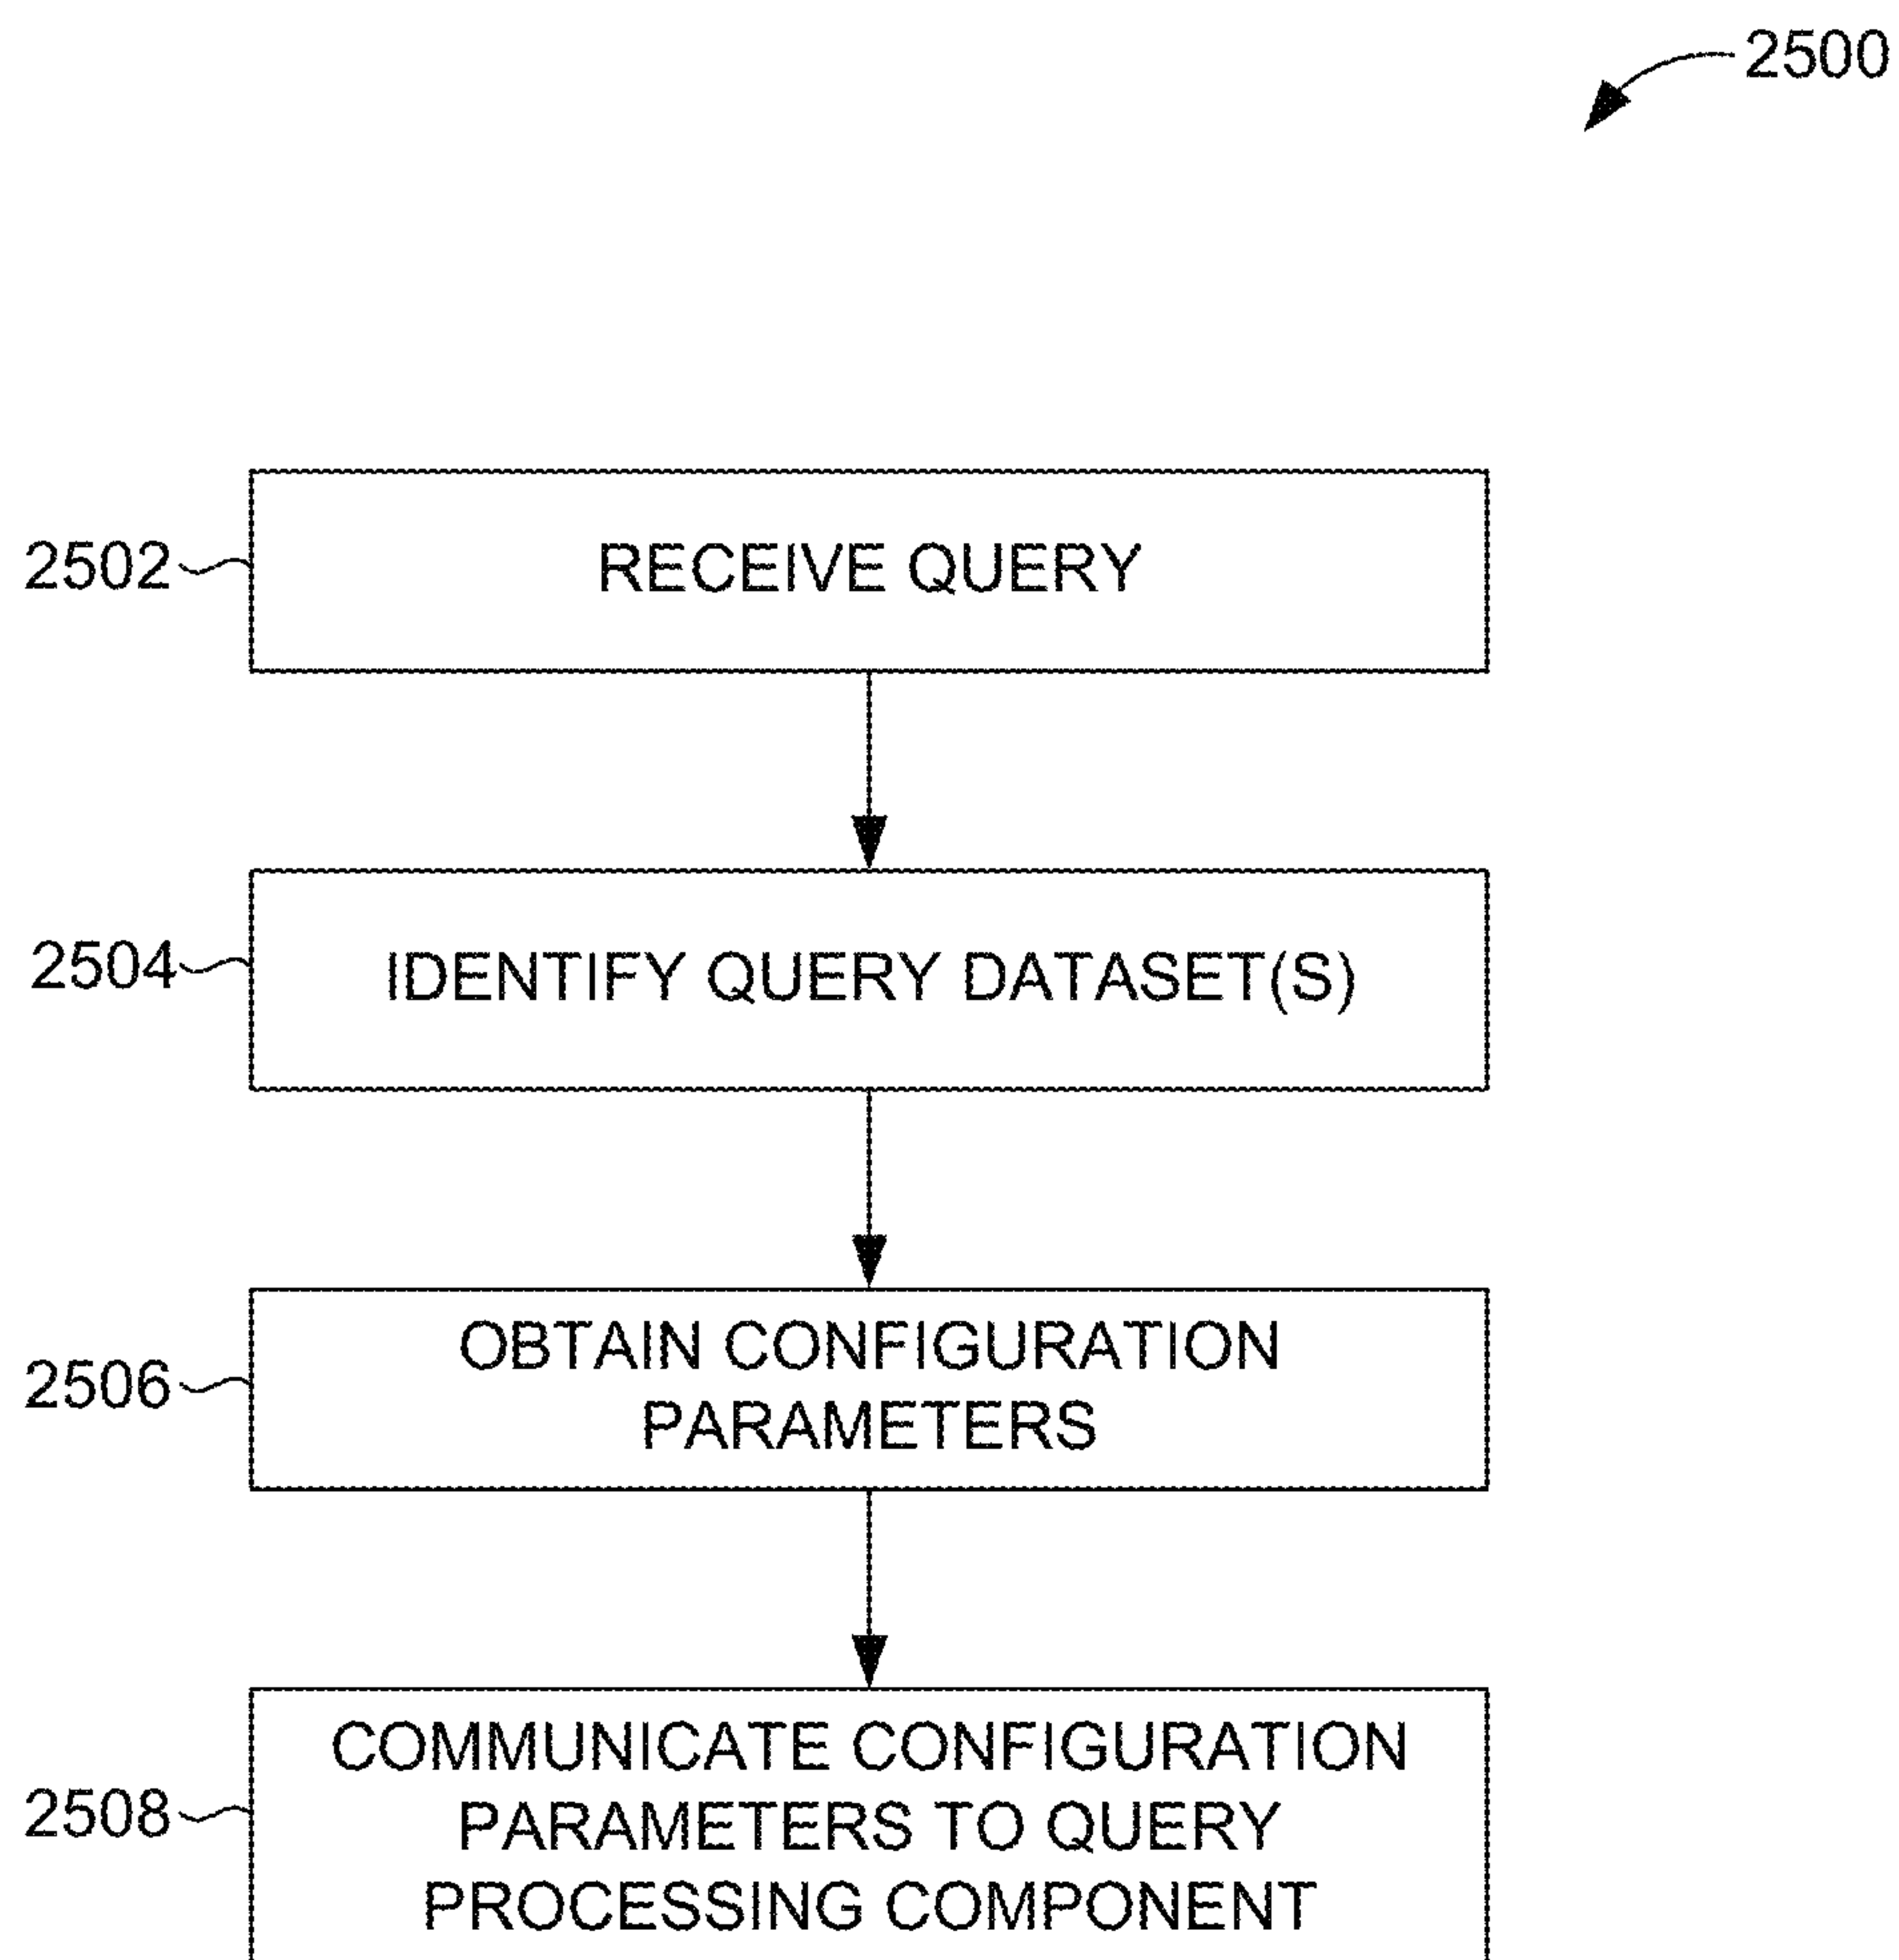 2500
2502
RECEIVE QUERY
2504
IDENTIFY QUERY DATASET(S)
2506
OBTAIN CONFIGURATION
PARAMETERS
2508
COMMUNICATE CONFIGURATION
PARAMETERS TO QUERY
PROCESSING COMPONENT